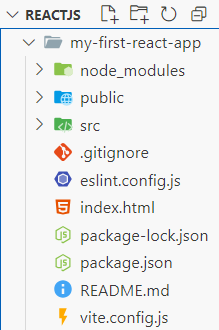 REACTJS
my-first-react-app
node_modules
public
src
.gitignore
eslint.config.js
index.html
package-lock.json
package.json
README.md
vite.config.js